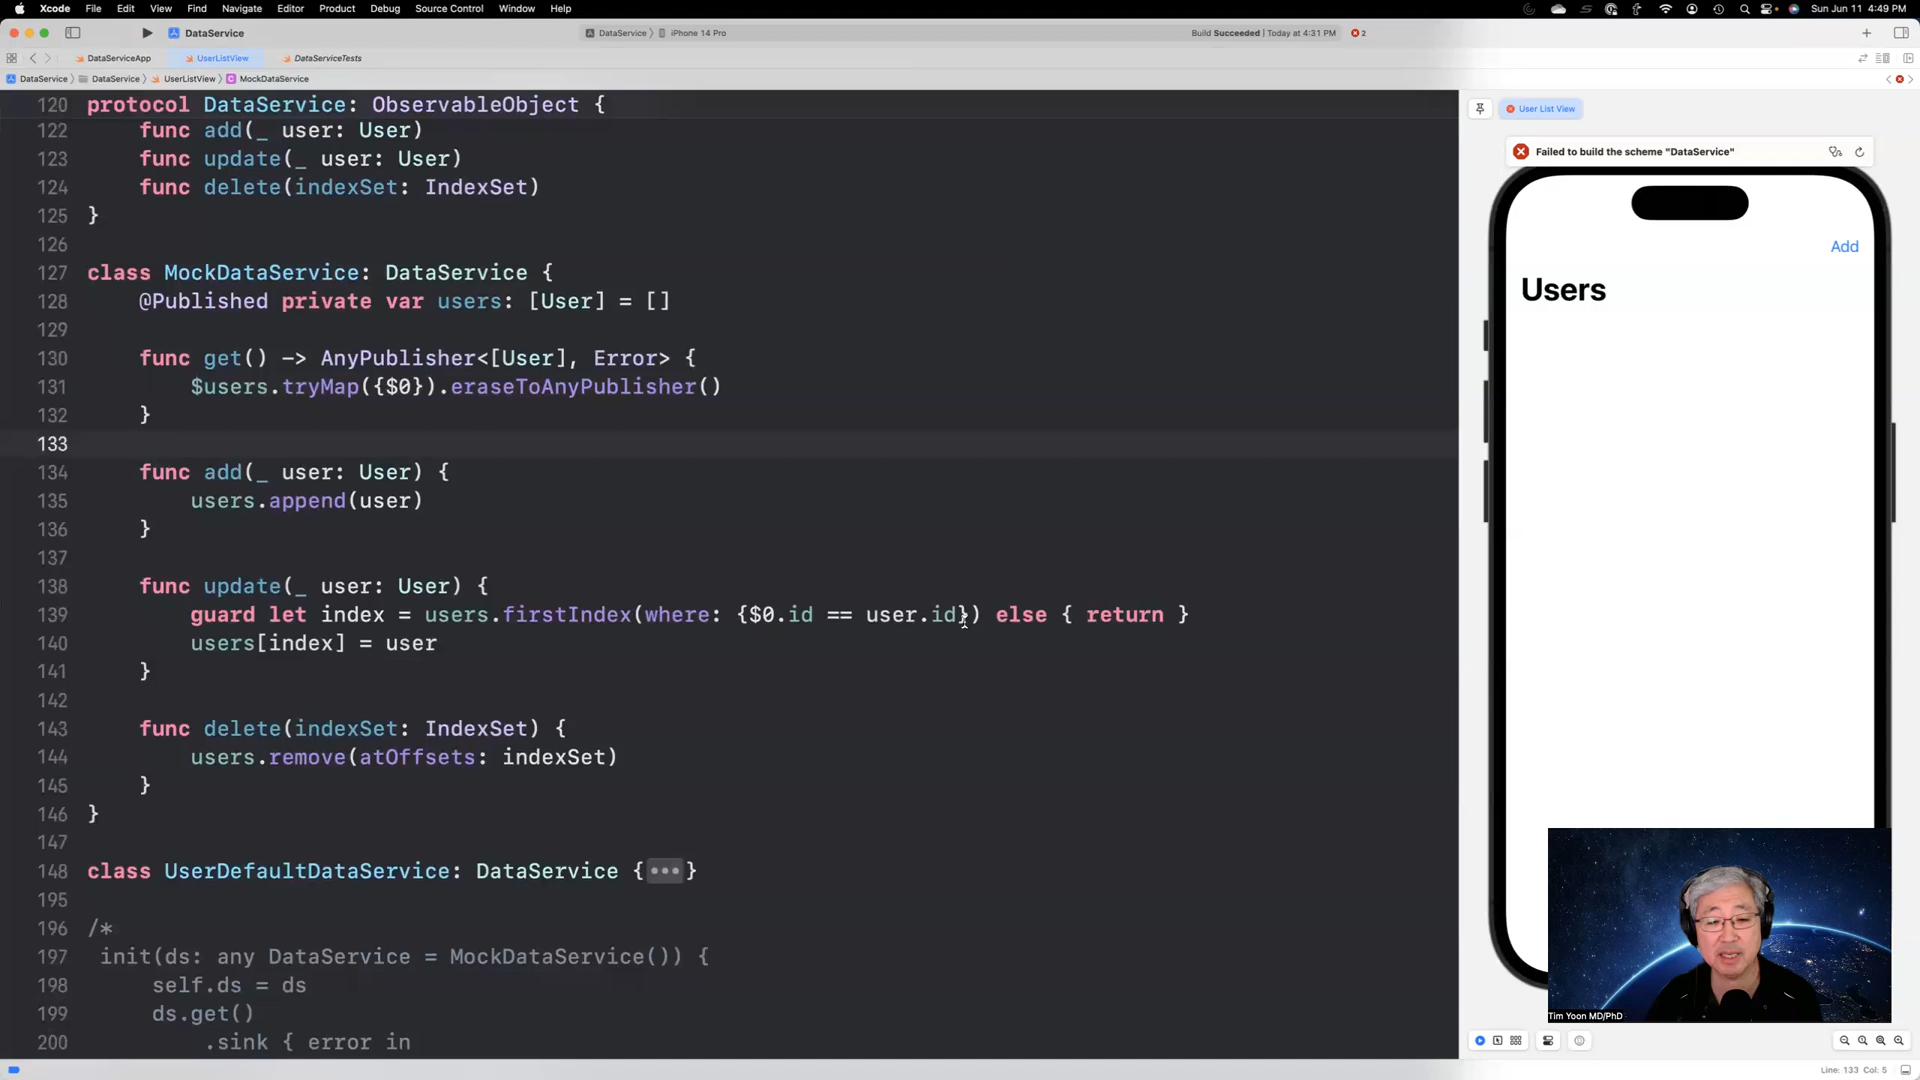 Xcode File Edit View Find Navigate Editor Product Debug Source Control Window Help Sun Jun 11 4:49 PM
DataService DataService iPhone 14 Pro Build Succeeded | Today at 4:31 PM 2
DataServiceApp UserListView DataServiceTests
DataService DataService UserListView C MockDataService
120 protocol DataService: ObservableObject {
122 func add(_ user: User)
123 func update(_ user: User)
124 func delete(indexSet: IndexSet)
125 }
126
127 class MockDataService: DataService {
128 @Published private var users: [User] = []
129
130 func get() -> AnyPublisher<[User], Error> {
131 $users.tryMap({$0}).eraseToAnyPublisher()
132 }
133
134 func add(_ user: User) {
135 users.append(user)
136 }
137
138 func update(_ user: User) {
139 guard let index = users.firstIndex(where: {$0.id == user.id}) else { return }
140 users[index] = user
141 }
142
143 func delete(indexSet: IndexSet) {
144 users.remove(atOffsets: indexSet)
145 }
146 }
147
148 class UserDefaultDataService: DataService {•••}
195
196 /*
197 init(ds: any DataService = MockDataService()) {
198 self.ds = ds
199 ds.get()
200 .sink { error in
User List View
Failed to build the scheme "DataService"
Add
Users
Tim Yoon MD/PhD
Line: 133 Col: 5